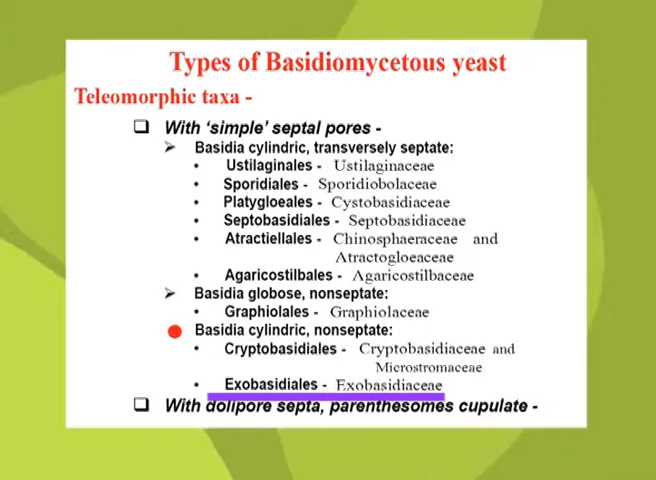 Types of Basidiomycetous yeast
Teleomorphic taxa -
With ‘simple’ septal pores -
Basidia cylindric, transversely septate:
Ustilaginales - Ustilaginaceae
Sporidiales - Sporidiobolaceae
Platygloeales - Cystobasidiaceae
Septobasidiales - Septobasidiaceae
Atractiellales - Chinosphaeraceae and
Atractogloeaceae
Agaricostilbales - Agaricostilbaceae
Basidia globose, nonseptate:
Graphiolales - Graphiolaceae
Basidia cylindric, nonseptate:
Cryptobasidiales - Cryptobasidiaceae and
Microstromaceae
Exobasidiales - Exobasidiaceae
With dolipore septa, parenthesomes cupulate -